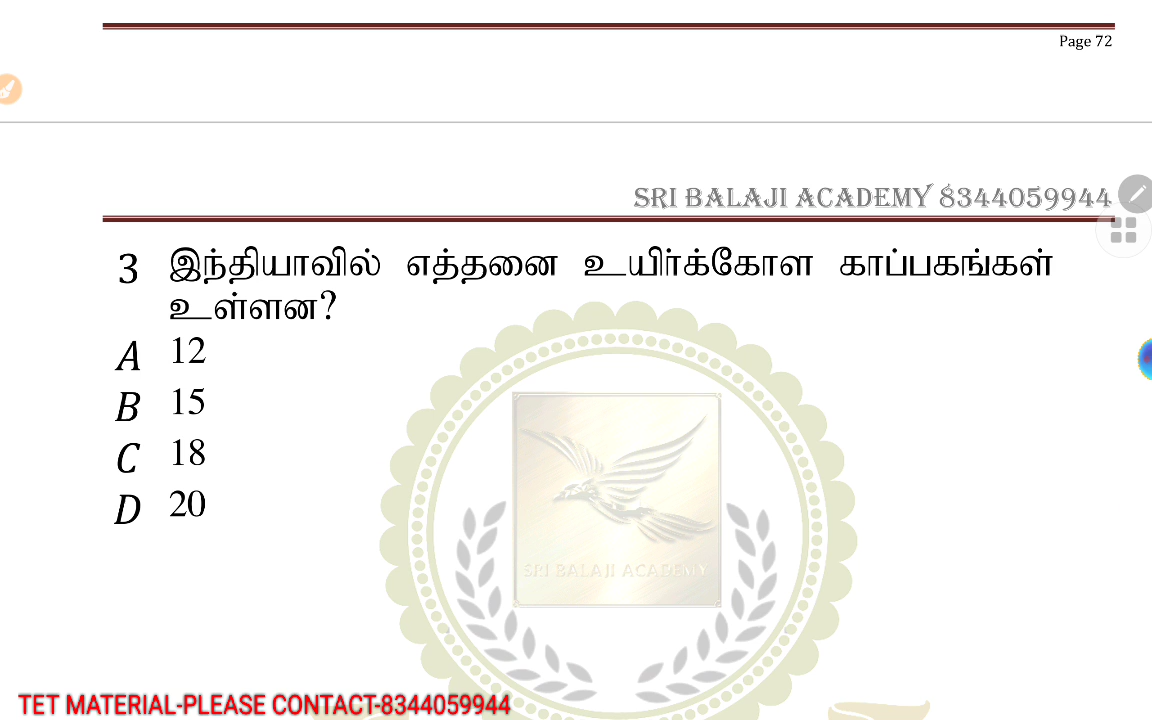 Page 72
SRI BALAJI ACADEMY 8344059944
3 இந்தியாவில் எத்தனை உயிர்க்கோள காப்பகங்கள்
உள்ளன?
A 12
B 15
C 18
D 20
SRI BALAJI ACADEMY
TET MATERIAL-PLEASE CONTACT-8344059944